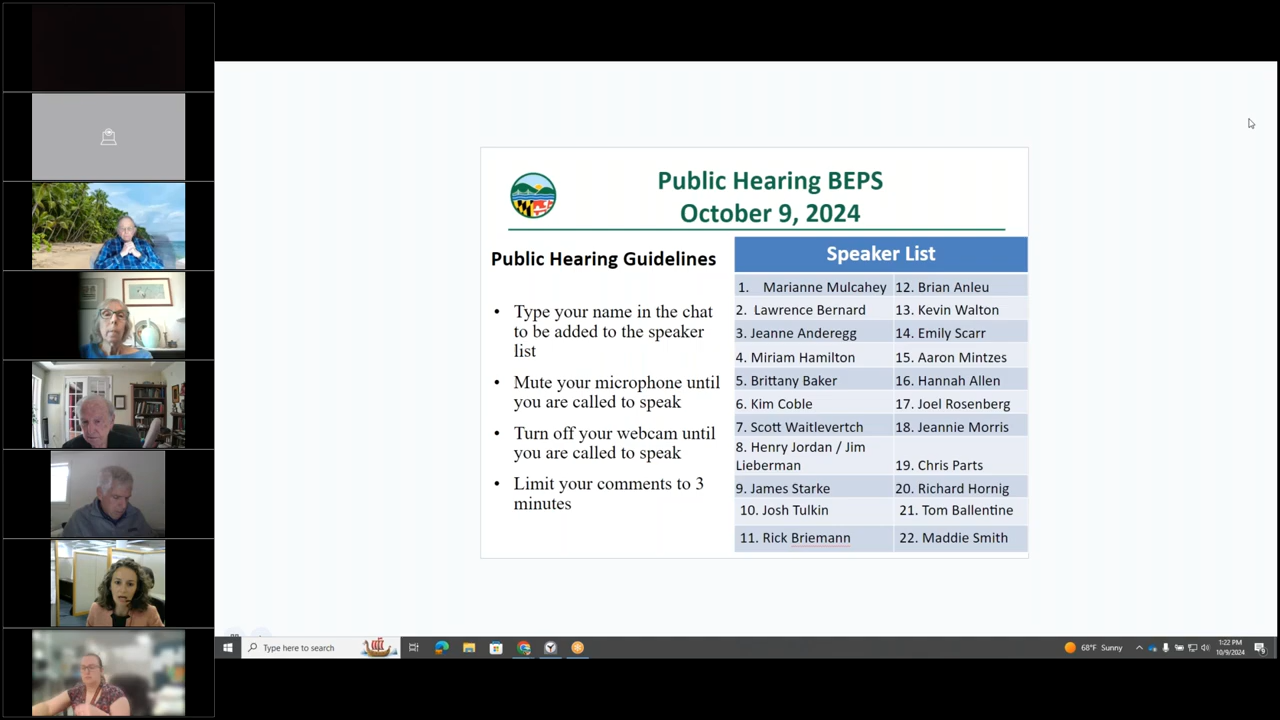 Public Hearing BEPS
October 9, 2024
Public Hearing Guidelines
• Type your name in the chat
to be added to the speaker
list
• Mute your microphone until
you are called to speak
• Turn off your webcam until
you are called to speak
• Limit your comments to 3
minutes
Speaker List
1. Marianne Mulcahey
12. Brian Anleu
2. Lawrence Bernard
13. Kevin Walton
3. Jeanne Anderegg
14. Emily Scarr
4. Miriam Hamilton
15. Aaron Mintzes
5. Brittany Baker
16. Hannah Allen
6. Kim Coble
17. Joel Rosenberg
7. Scott Waitlevertch
18. Jeannie Morris
8. Henry Jordan / Jim
Lieberman
19. Chris Parts
9. James Starke
20. Richard Hornig
10. Josh Tulkin
21. Tom Ballentine
11. Rick Briemann
22. Maddie Smith
Type here to search
68°F Sunny
1:22 PM
10/9/2024